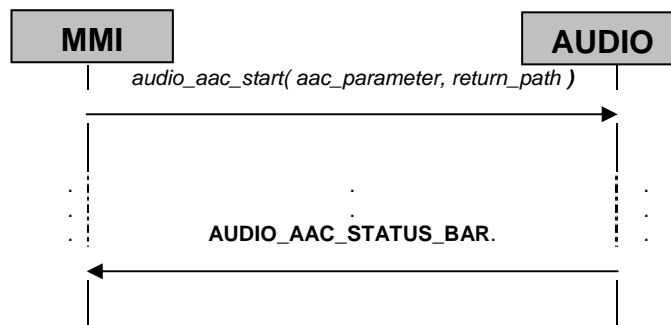 MMI
AUDIO
audio_aac_start( aac_parameter, return_path )
. . .
. . .
. AUDIO_AAC_STATUS_BAR. .